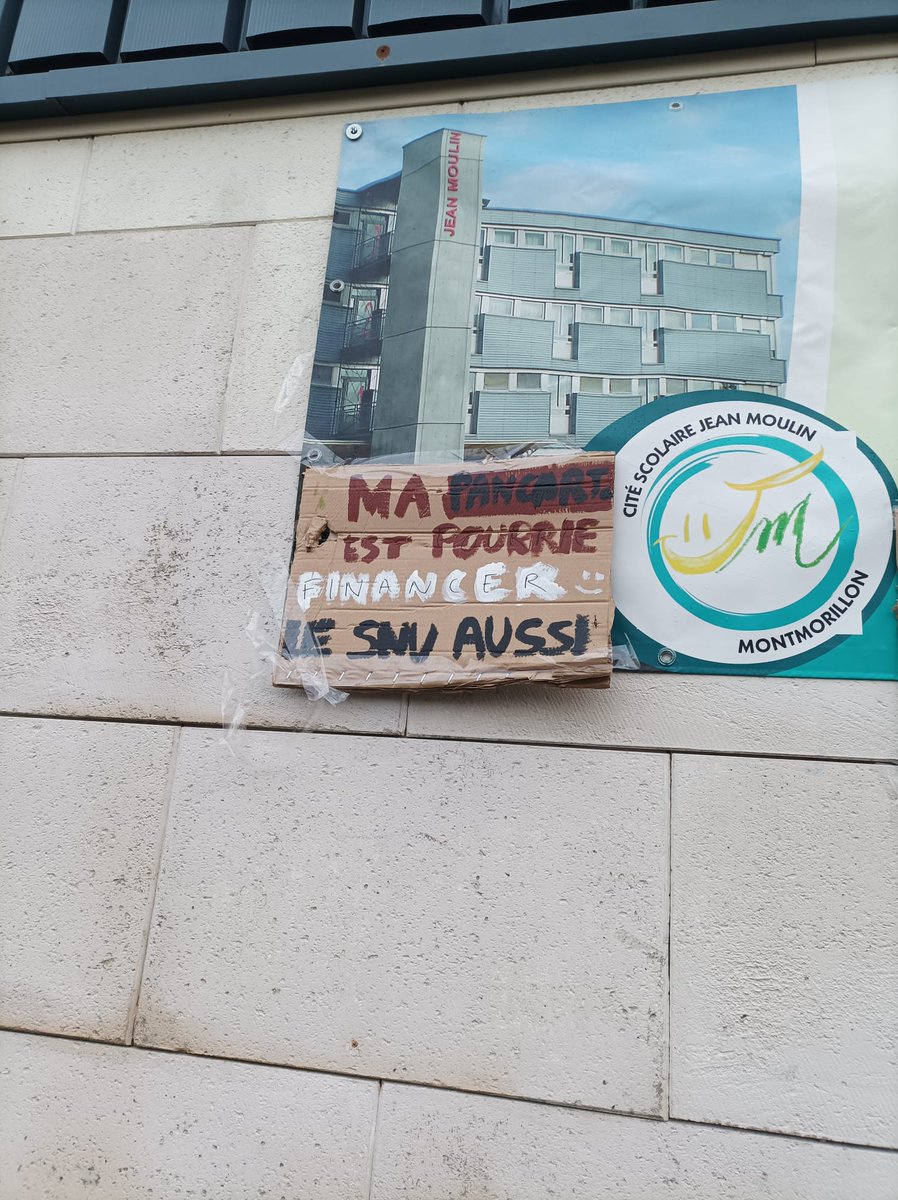 JEAN MOULIN
CITÉ SCOLAIRE JEAN MOULIN
Jm
MONTMORILLON
MA PANCARTE
EST POURRIE
FINANCER :)
LE SNU AUSSI